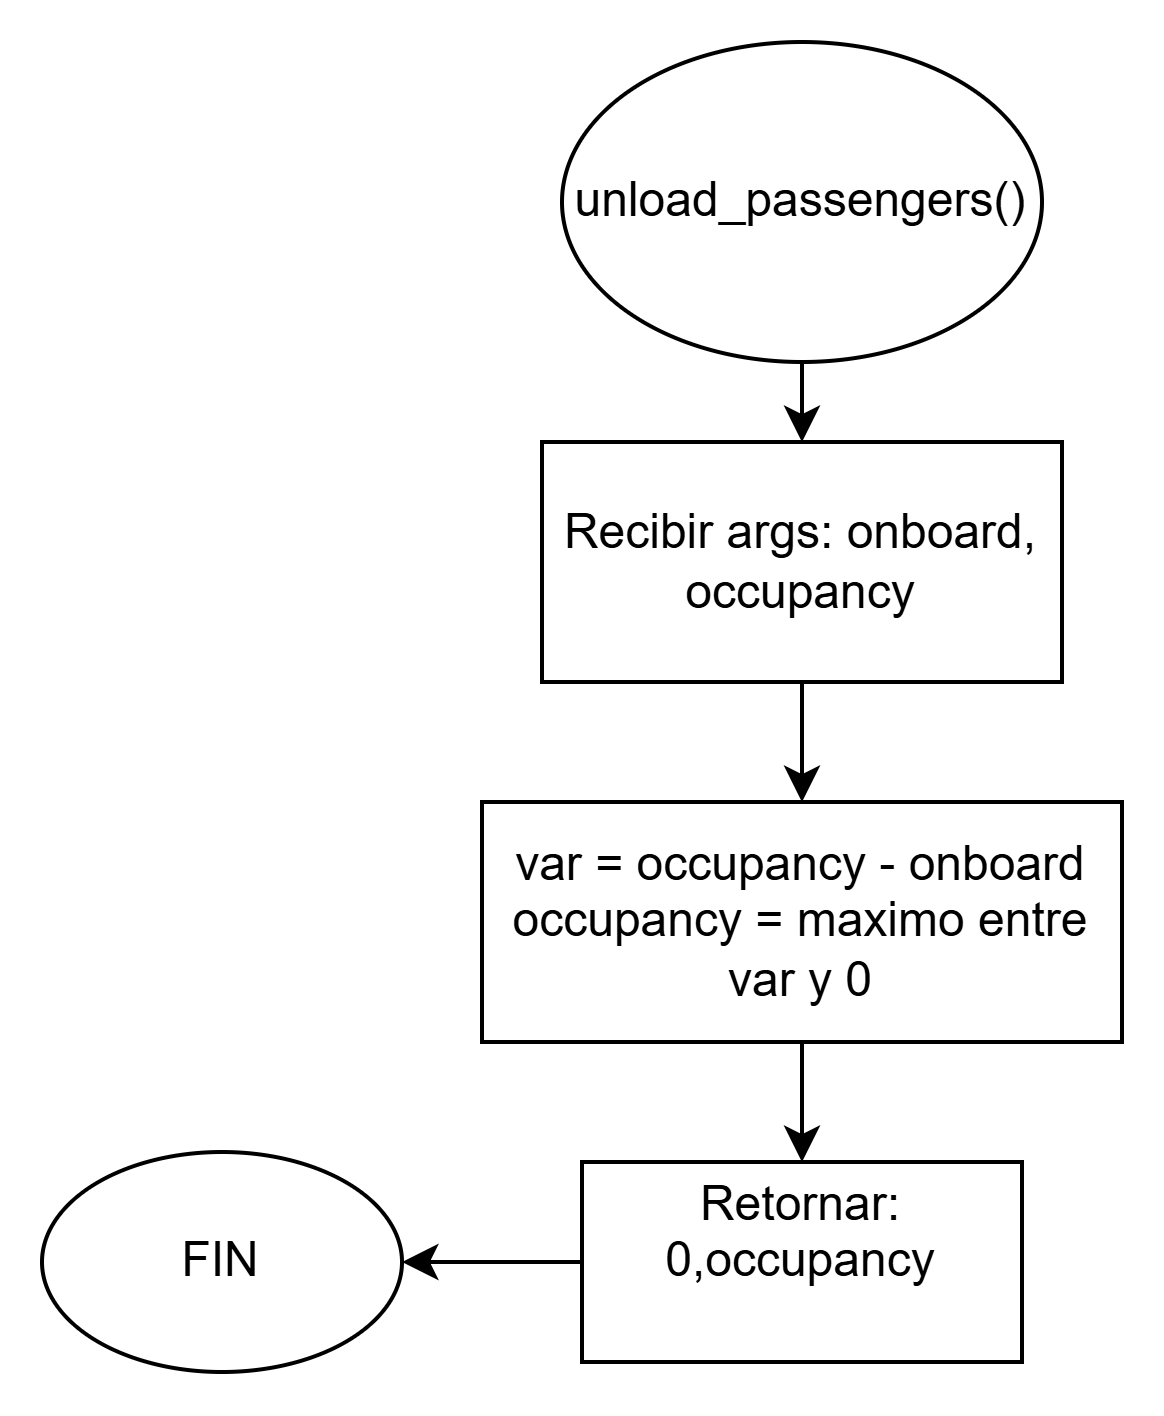 unload_passengers()
Recibir args: onboard,
occupancy
var = occupancy - onboard
occupancy = maximo entre
var y 0
Retornar:
0,occupancy
FIN